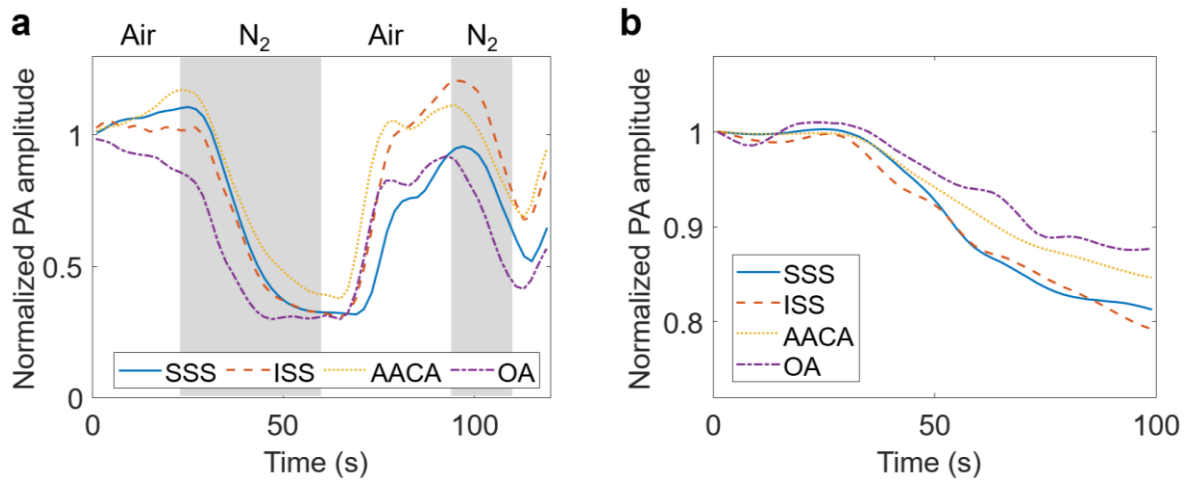 a
Air N₂ Air N₂
Normalized PA amplitude
1
0.5
0
SSS ISS AACA OA
0 50 100
Time (s)
b
Normalized PA amplitude
1
0.9
0.8
SSS
ISS
AACA
OA
0 50 100
Time (s)